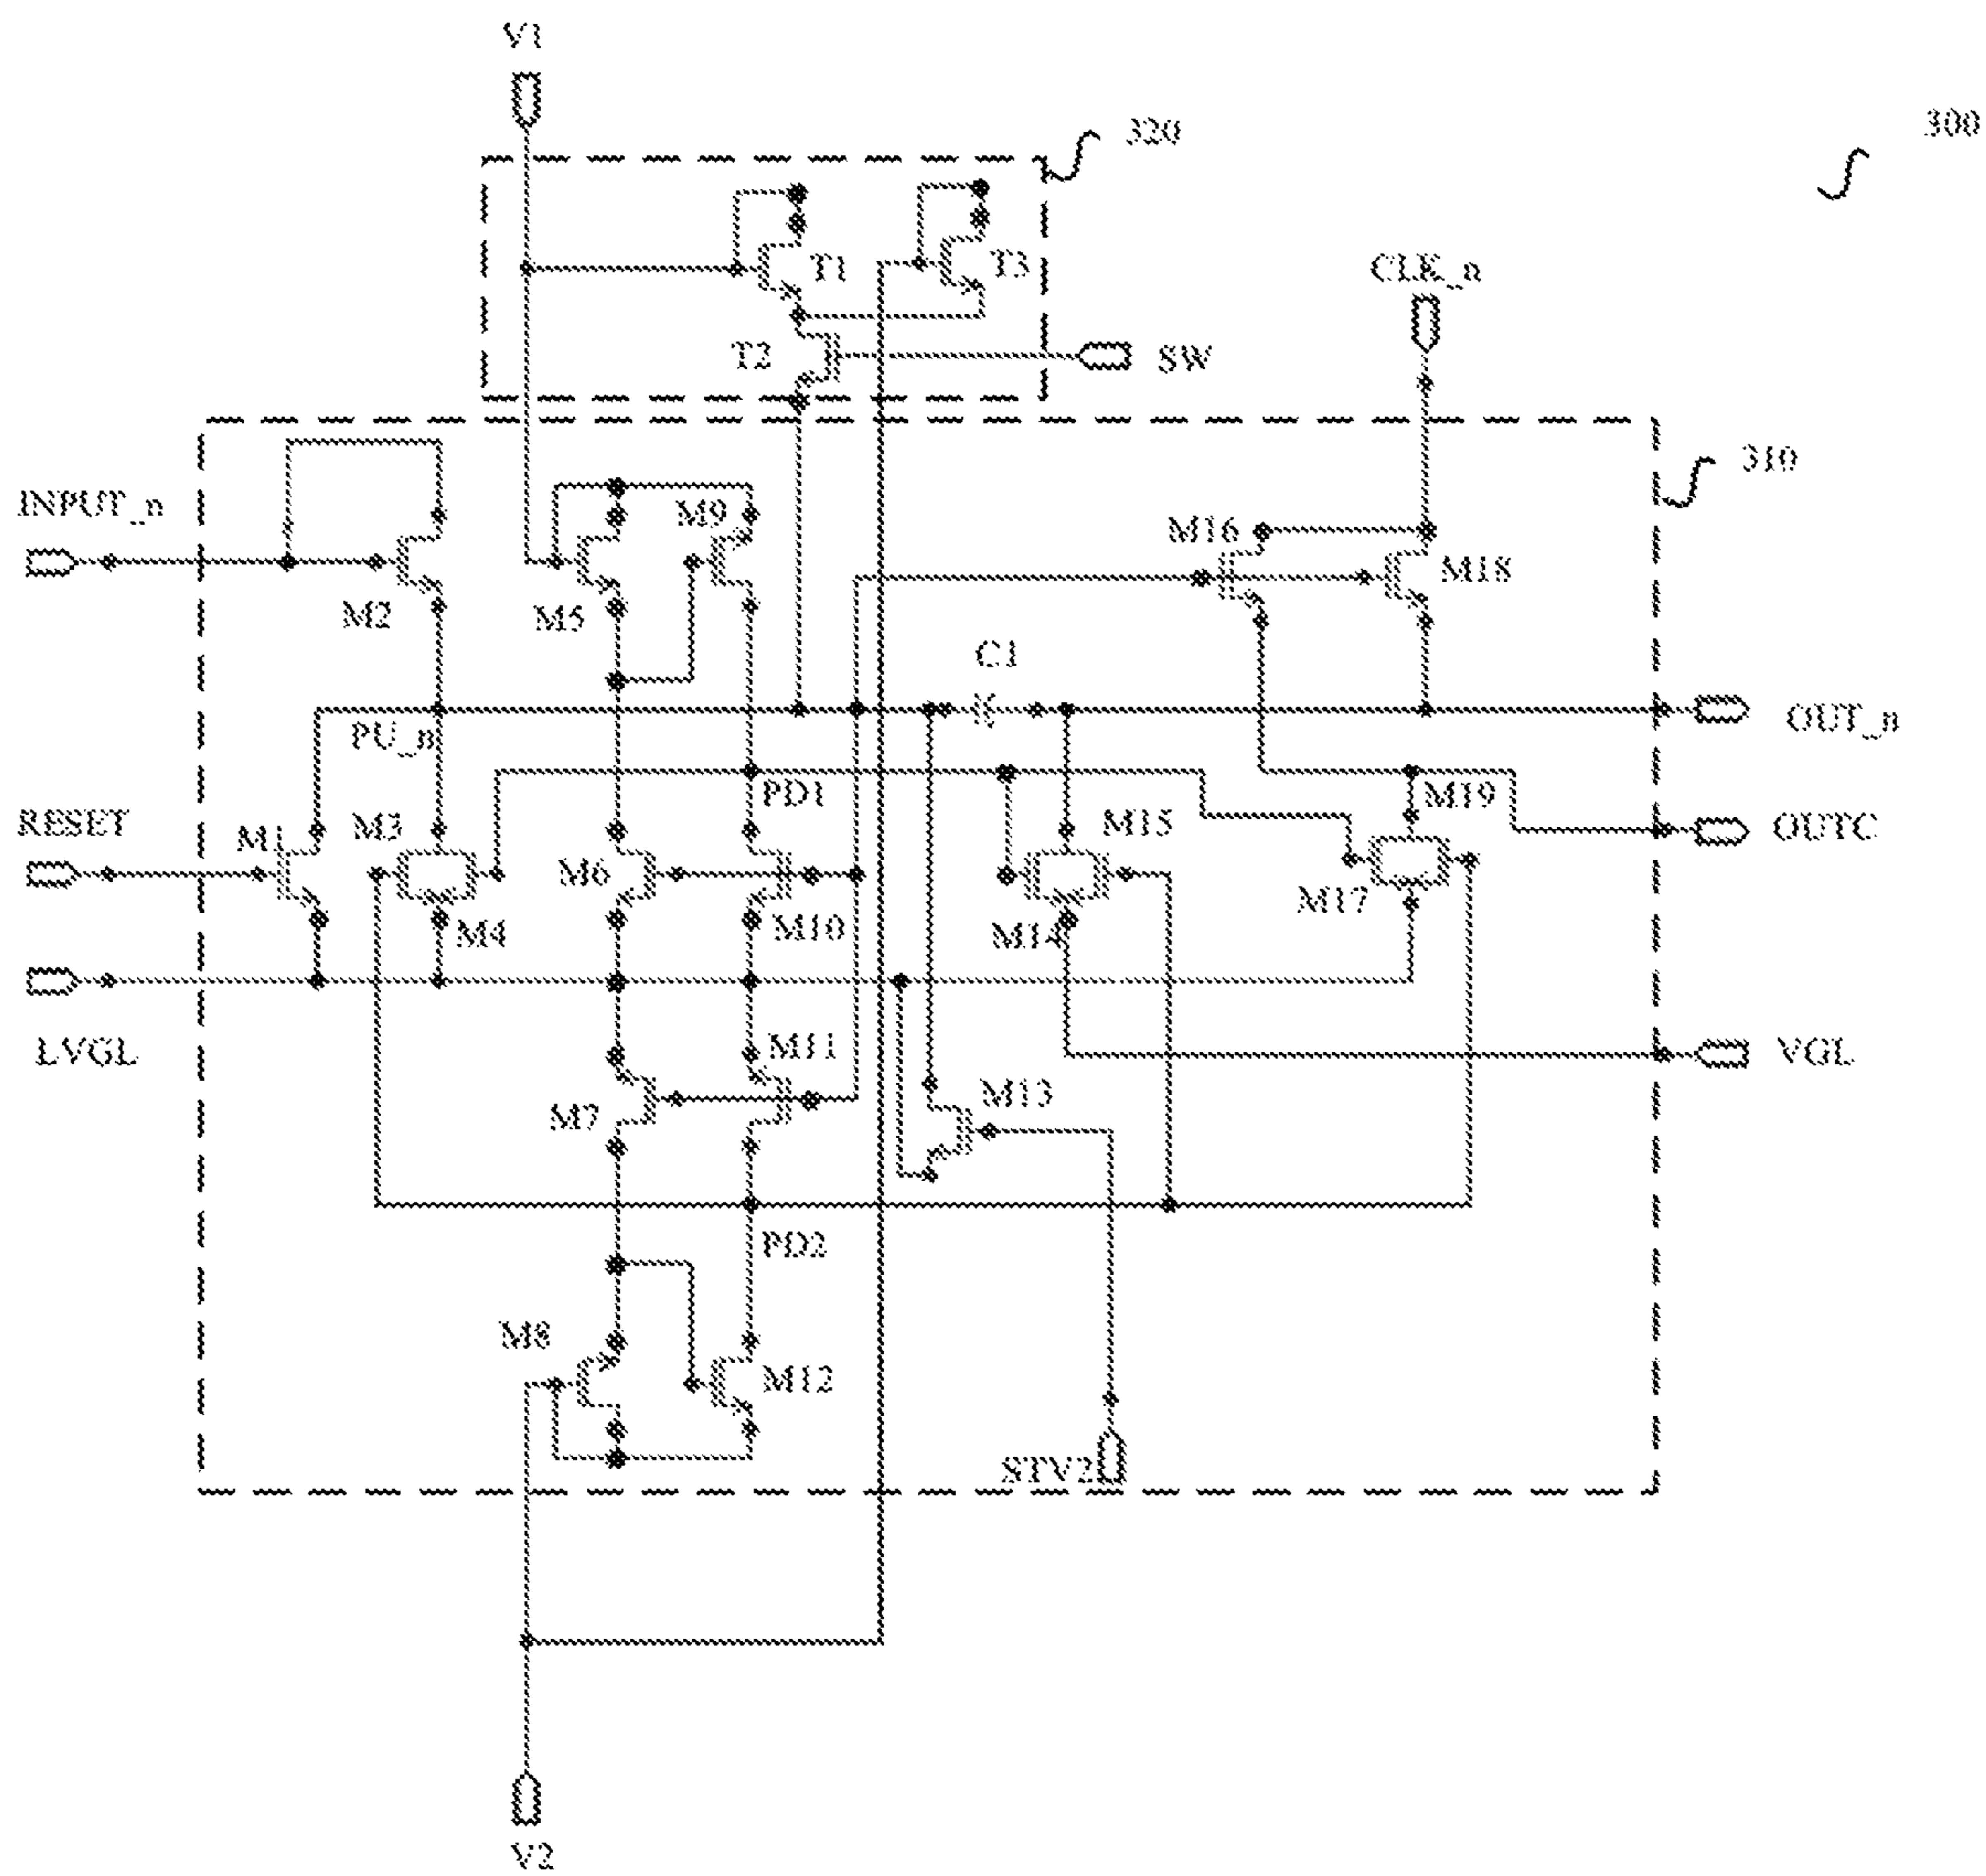 V1
320
300
T1
T3
CLK_n
T2
SW
310
INPUT_n
M9
M16
M18
M2
M5
C1
PU_n
OUT_n
PD1
M19
RESET
M1
M3
M15
OUTC
M6
M17
M4
M10
M14
LVGL
M11
VGL
M7
M13
PD2
M8
M12
STV2
V2